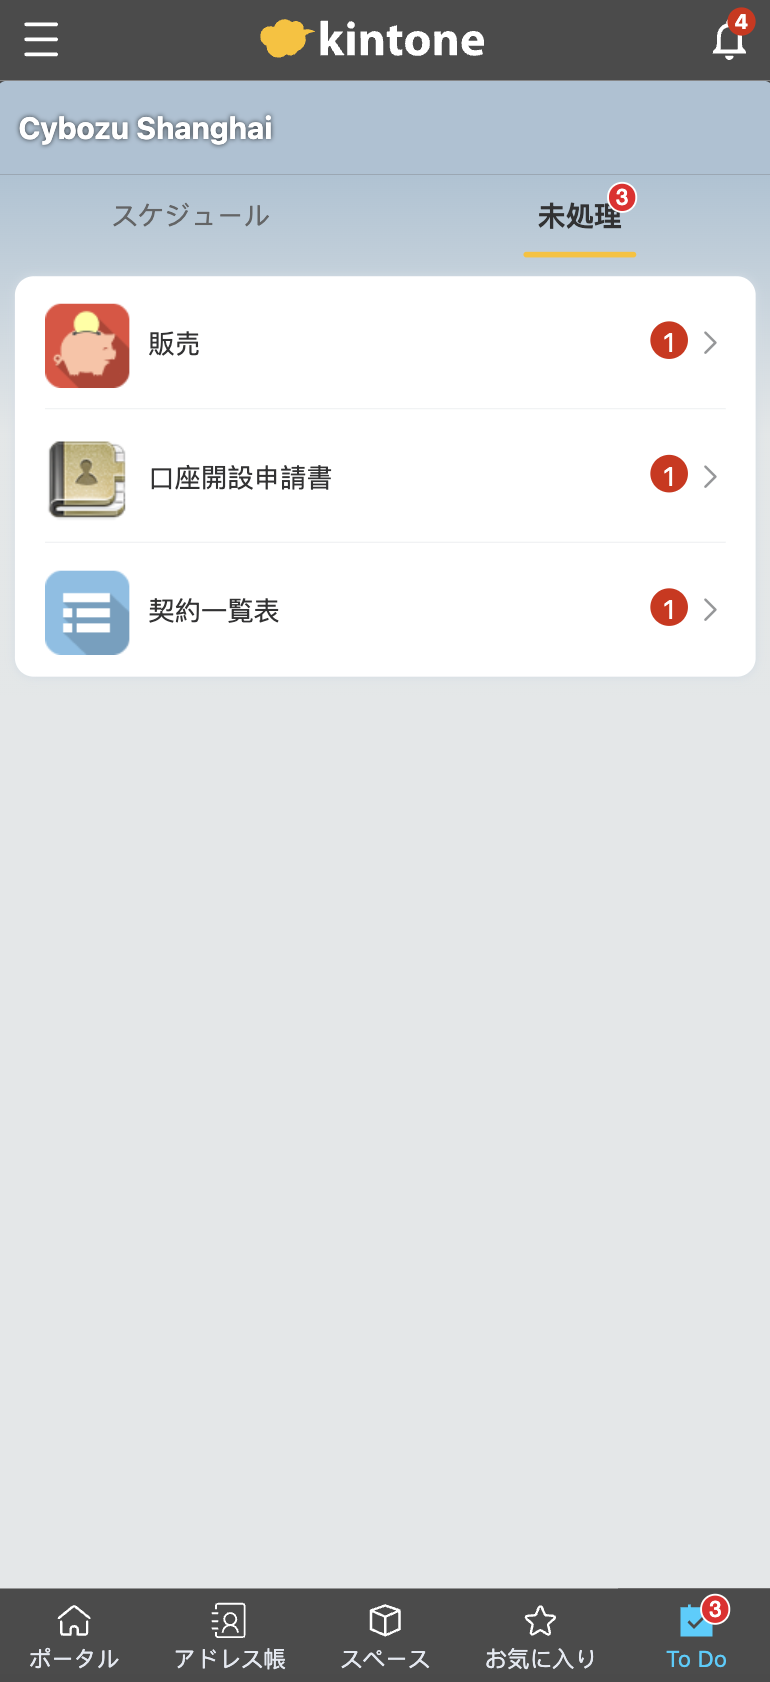 kintone
4
Cybozu Shanghai
スケジュール
未処理
3
販売
1
口座開設申請書
1
契約一覧表
1
ポータル
アドレス帳
スペース
お気に入り
3
To Do